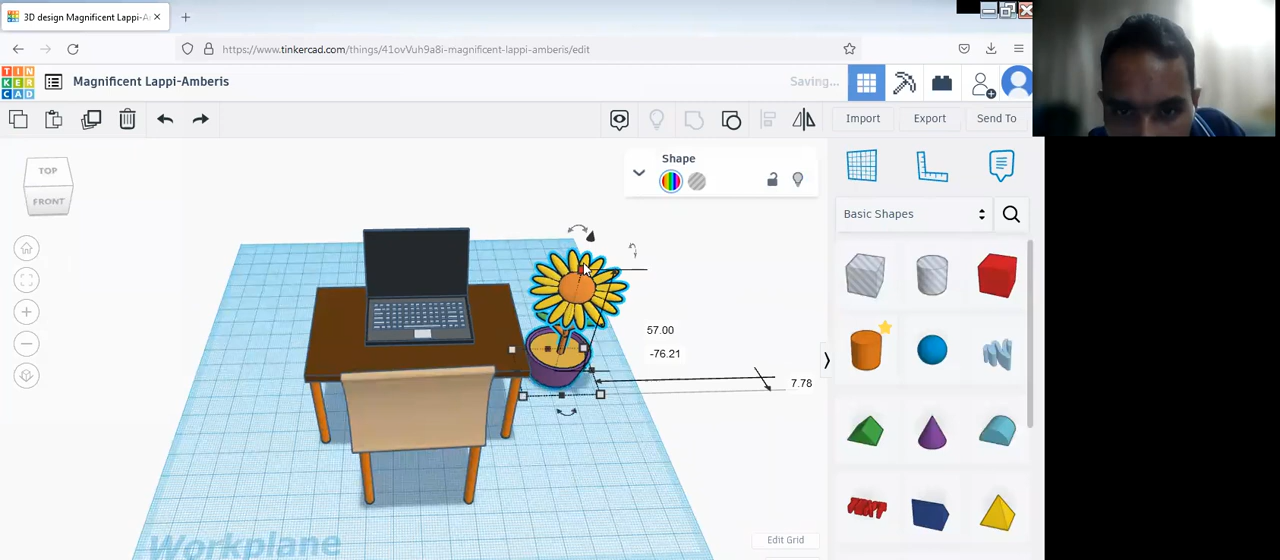 3D design Magnificent Lappi-A
https://www.tinkercad.com/things/41ovVuh9a8i-magnificent-lappi-amberis/edit
TIN
KER
CAD
Magnificent Lappi-Amberis
Saving...
Import
Export
Send To
TOP
FRONT
Shape
Basic Shapes
57.00
-76.21
7.78
TEXT
Workplane
Edit Grid